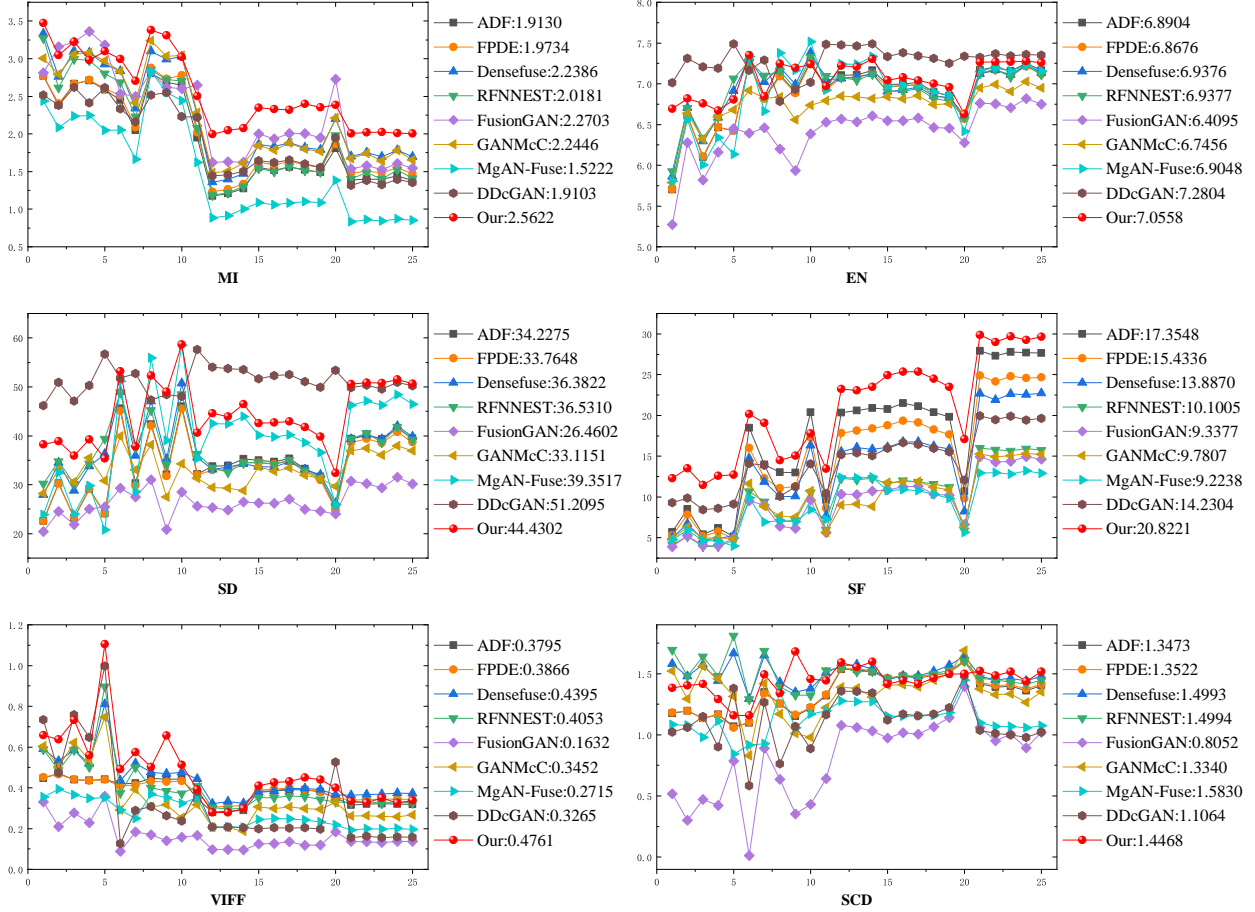 3.5
3.0
2.5
2.0
1.5
1.0
0.5
0 5 10 15 20 25
MI
ADF:1.9130
FPDE:1.9734
Densefuse:2.2386
RFNNEST:2.0181
FusionGAN:2.2703
GANMcC:2.2446
MgAN-Fuse:1.5222
DDcGAN:1.9103
Our:2.5622
8.0
7.5
7.0
6.5
6.0
5.5
5.0
0 5 10 15 20 25
EN
ADF:6.8904
FPDE:6.8676
Densefuse:6.9376
RFNNEST:6.9377
FusionGAN:6.4095
GANMcC:6.7456
MgAN-Fuse:6.9048
DDcGAN:7.2804
Our:7.0558
60
50
40
30
20
0 5 10 15 20 25
SD
ADF:34.2275
FPDE:33.7648
Densefuse:36.3822
RFNNEST:36.5310
FusionGAN:26.4602
GANMcC:33.1151
MgAN-Fuse:39.3517
DDcGAN:51.2095
Our:44.4302
30
25
20
15
10
5
0 5 10 15 20 25
SF
ADF:17.3548
FPDE:15.4336
Densefuse:13.8870
RFNNEST:10.1005
FusionGAN:9.3377
GANMcC:9.7807
MgAN-Fuse:9.2238
DDcGAN:14.2304
Our:20.8221
1.2
1.0
0.8
0.6
0.4
0.2
0.0
0 5 10 15 20 25
VIFF
ADF:0.3795
FPDE:0.3866
Densefuse:0.4395
RFNNEST:0.4053
FusionGAN:0.1632
GANMcC:0.3452
MgAN-Fuse:0.2715
DDcGAN:0.3265
Our:0.4761
1.5
1.0
0.5
0.0
0 5 10 15 20 25
SCD
ADF:1.3473
FPDE:1.3522
Densefuse:1.4993
RFNNEST:1.4994
FusionGAN:0.8052
GANMcC:1.3340
MgAN-Fuse:1.5830
DDcGAN:1.1064
Our:1.4468